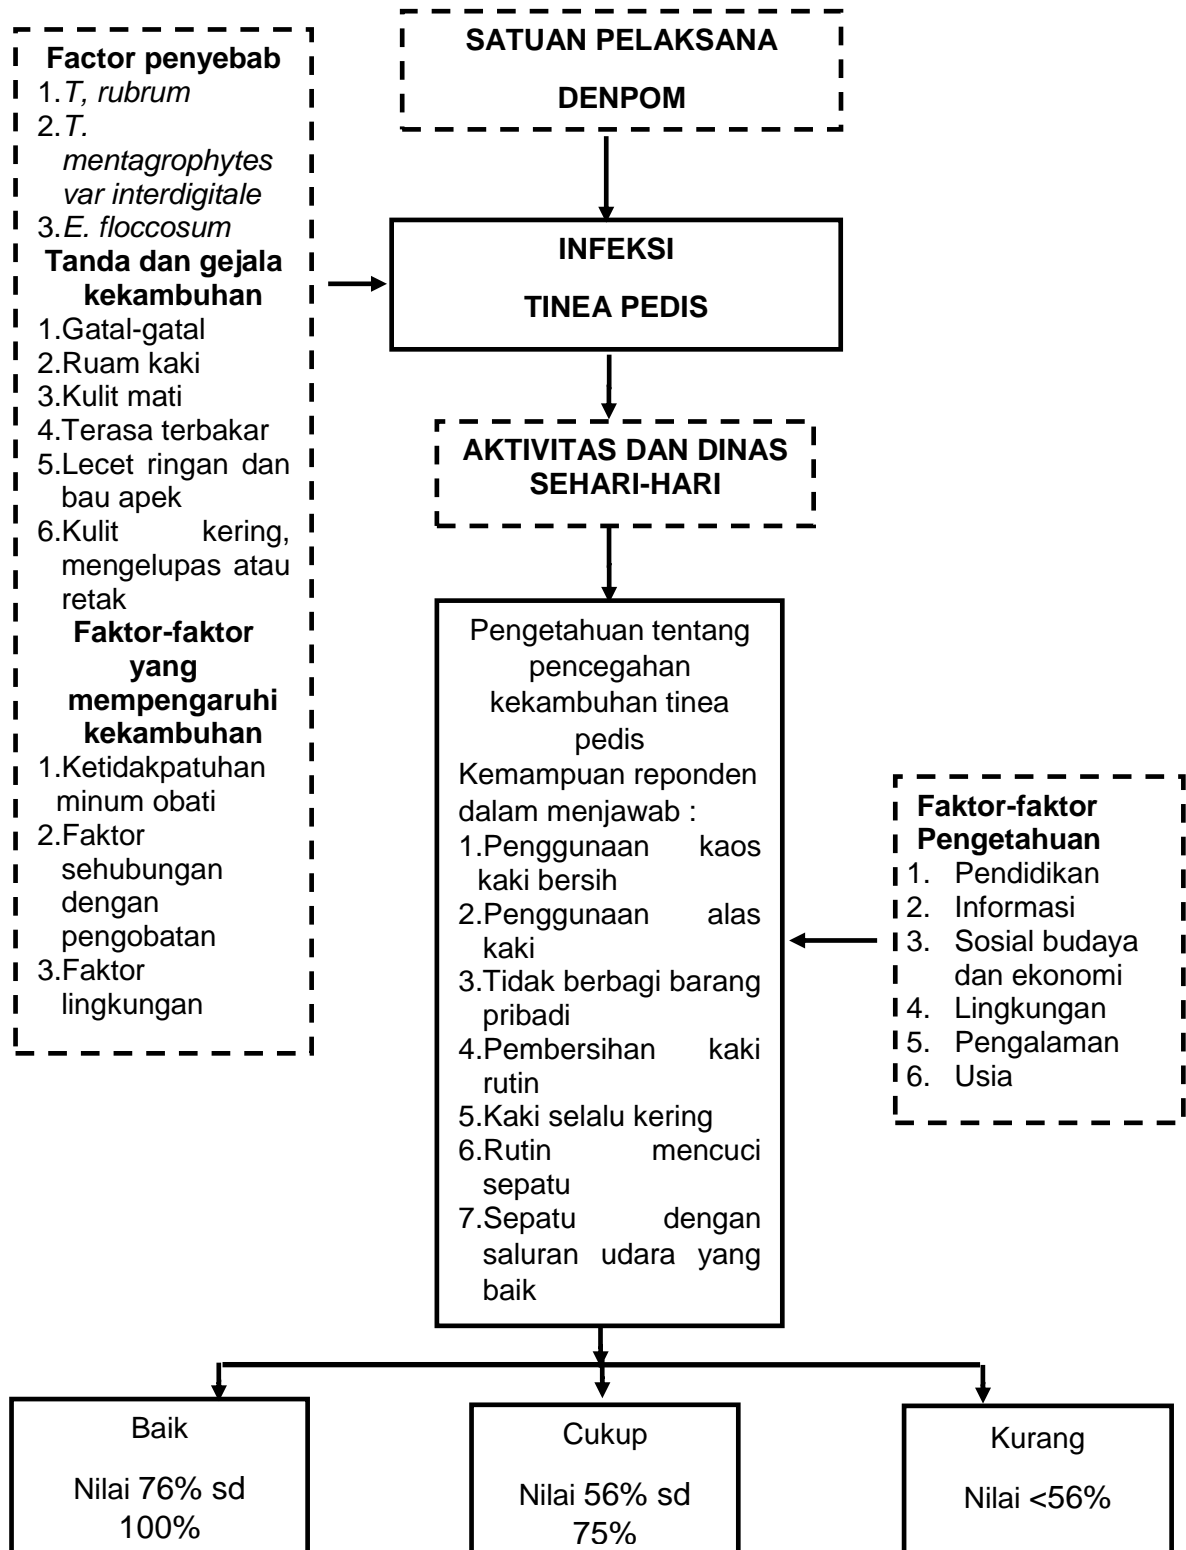 Factor penyebab
1.T, rubrum
2.T.
mentagrophytes
var interdigitale
3.E. floccosum
Tanda dan gejala
kekambuhan
1.Gatal-gatal
2.Ruam kaki
3.Kulit mati
4.Terasa terbakar
5.Lecet ringan dan
bau apek
6.Kulit kering,
mengelupas atau
retak
Faktor-faktor
yang
mempengaruhi
kekambuhan
1.Ketidakpatuhan
minum obati
2.Faktor
sehubungan
dengan
pengobatan
3.Faktor
lingkungan
SATUAN PELAKSANA
DENPOM
INFEKSI
TINEA PEDIS
AKTIVITAS DAN DINAS
SEHARI-HARI
Pengetahuan tentang
pencegahan
kekambuhan tinea
pedis
Kemampuan reponden
dalam menjawab :
1.Penggunaan kaos
kaki bersih
2.Penggunaan alas
kaki
3.Tidak berbagi barang
pribadi
4.Pembersihan kaki
rutin
5.Kaki selalu kering
6.Rutin mencuci
sepatu
7.Sepatu dengan
saluran udara yang
baik
Faktor-faktor
Pengetahuan
1. Pendidikan
2. Informasi
3. Sosial budaya
dan ekonomi
4. Lingkungan
5. Pengalaman
6. Usia
Baik
Nilai 76% sd
100%
Cukup
Nilai 56% sd
75%
Kurang
Nilai <56%